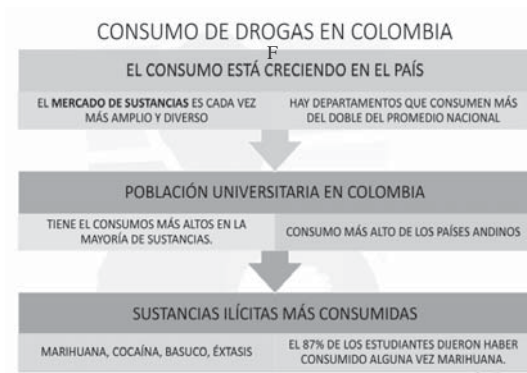 CONSUMO DE DROGAS EN COLOMBIA
F
EL CONSUMO ESTÁ CRECIENDO EN EL PAÍS
EL MERCADO DE SUSTANCIAS ES CADA VEZ
MÁS AMPLIO Y DIVERSO
HAY DEPARTAMENTOS QUE CONSUMEN MÁS
DEL DOBLE DEL PROMEDIO NACIONAL
POBLACIÓN UNIVERSITARIA EN COLOMBIA
TIENE EL CONSUMOS MÁS ALTOS EN LA
MAYORÍA DE SUSTANCIAS.
CONSUMO MÁS ALTO DE LOS PAÍSES ANDINOS
SUSTANCIAS ILÍCITAS MÁS CONSUMIDAS
MARIHUANA, COCAÍNA, BASUCO, ÉXTASIS
EL 87% DE LOS ESTUDIANTES DIJERON HABER
CONSUMIDO ALGUNA VEZ MARIHUANA.